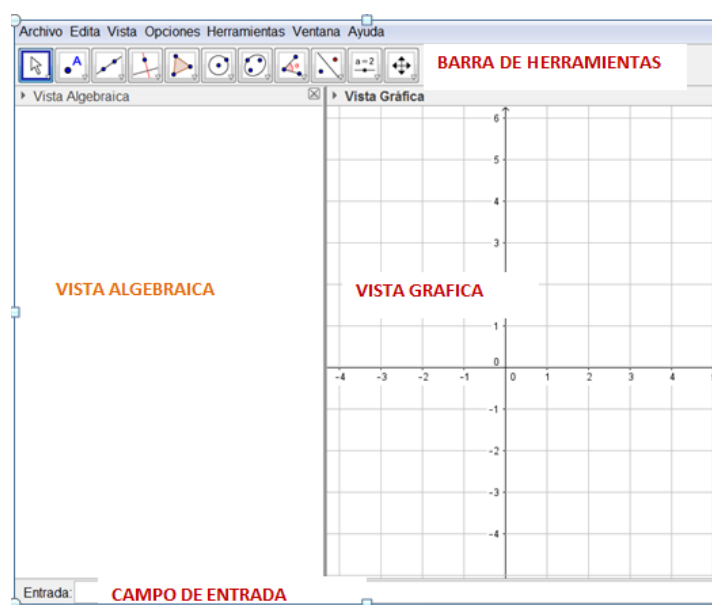 Archivo Edita Vista Opciones Herramientas Ventana Ayuda
A a=2 BARRA DE HERRAMIENTAS
Vista Algebraica Vista Gráfica
6
5
4
3
VISTA ALGEBRAICA VISTA GRAFICA
1
0
-4 -3 -2 -1 0 1 2 3 4
-1
-2
-3
-4
Entrada: CAMPO DE ENTRADA